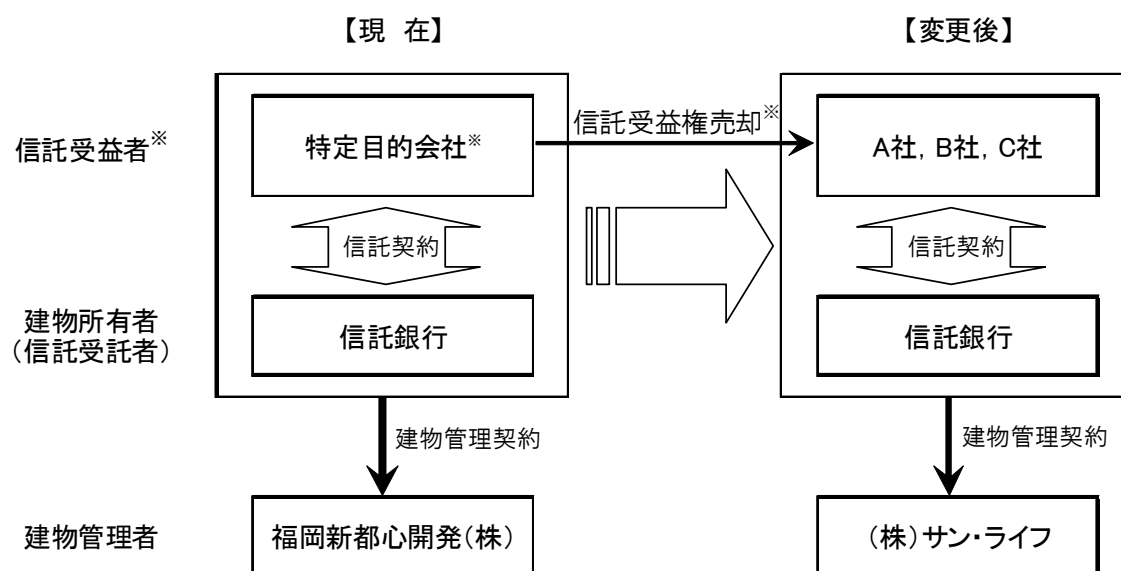 【現 在】
【変更後】
信託受益者※
特定目的会社※
信託受益権売却※
A社，B社，C社
信託契約
信託契約
建物所有者
（信託受託者）
信託銀行
信託銀行
建物管理契約
建物管理契約
建物管理者
福岡新都心開発（株）
（株）サン・ライフ